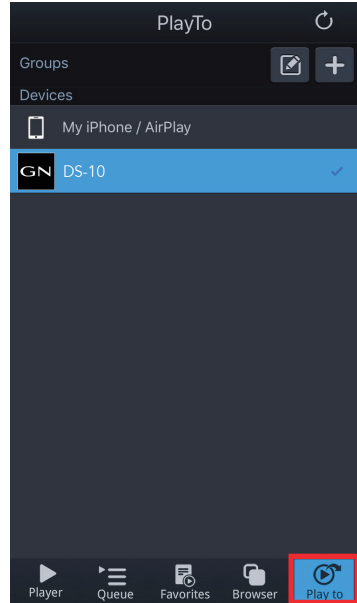 PlayTo
Groups
Devices
My iPhone / AirPlay
GN DS-10
Player Queue Favorites Browser Play to